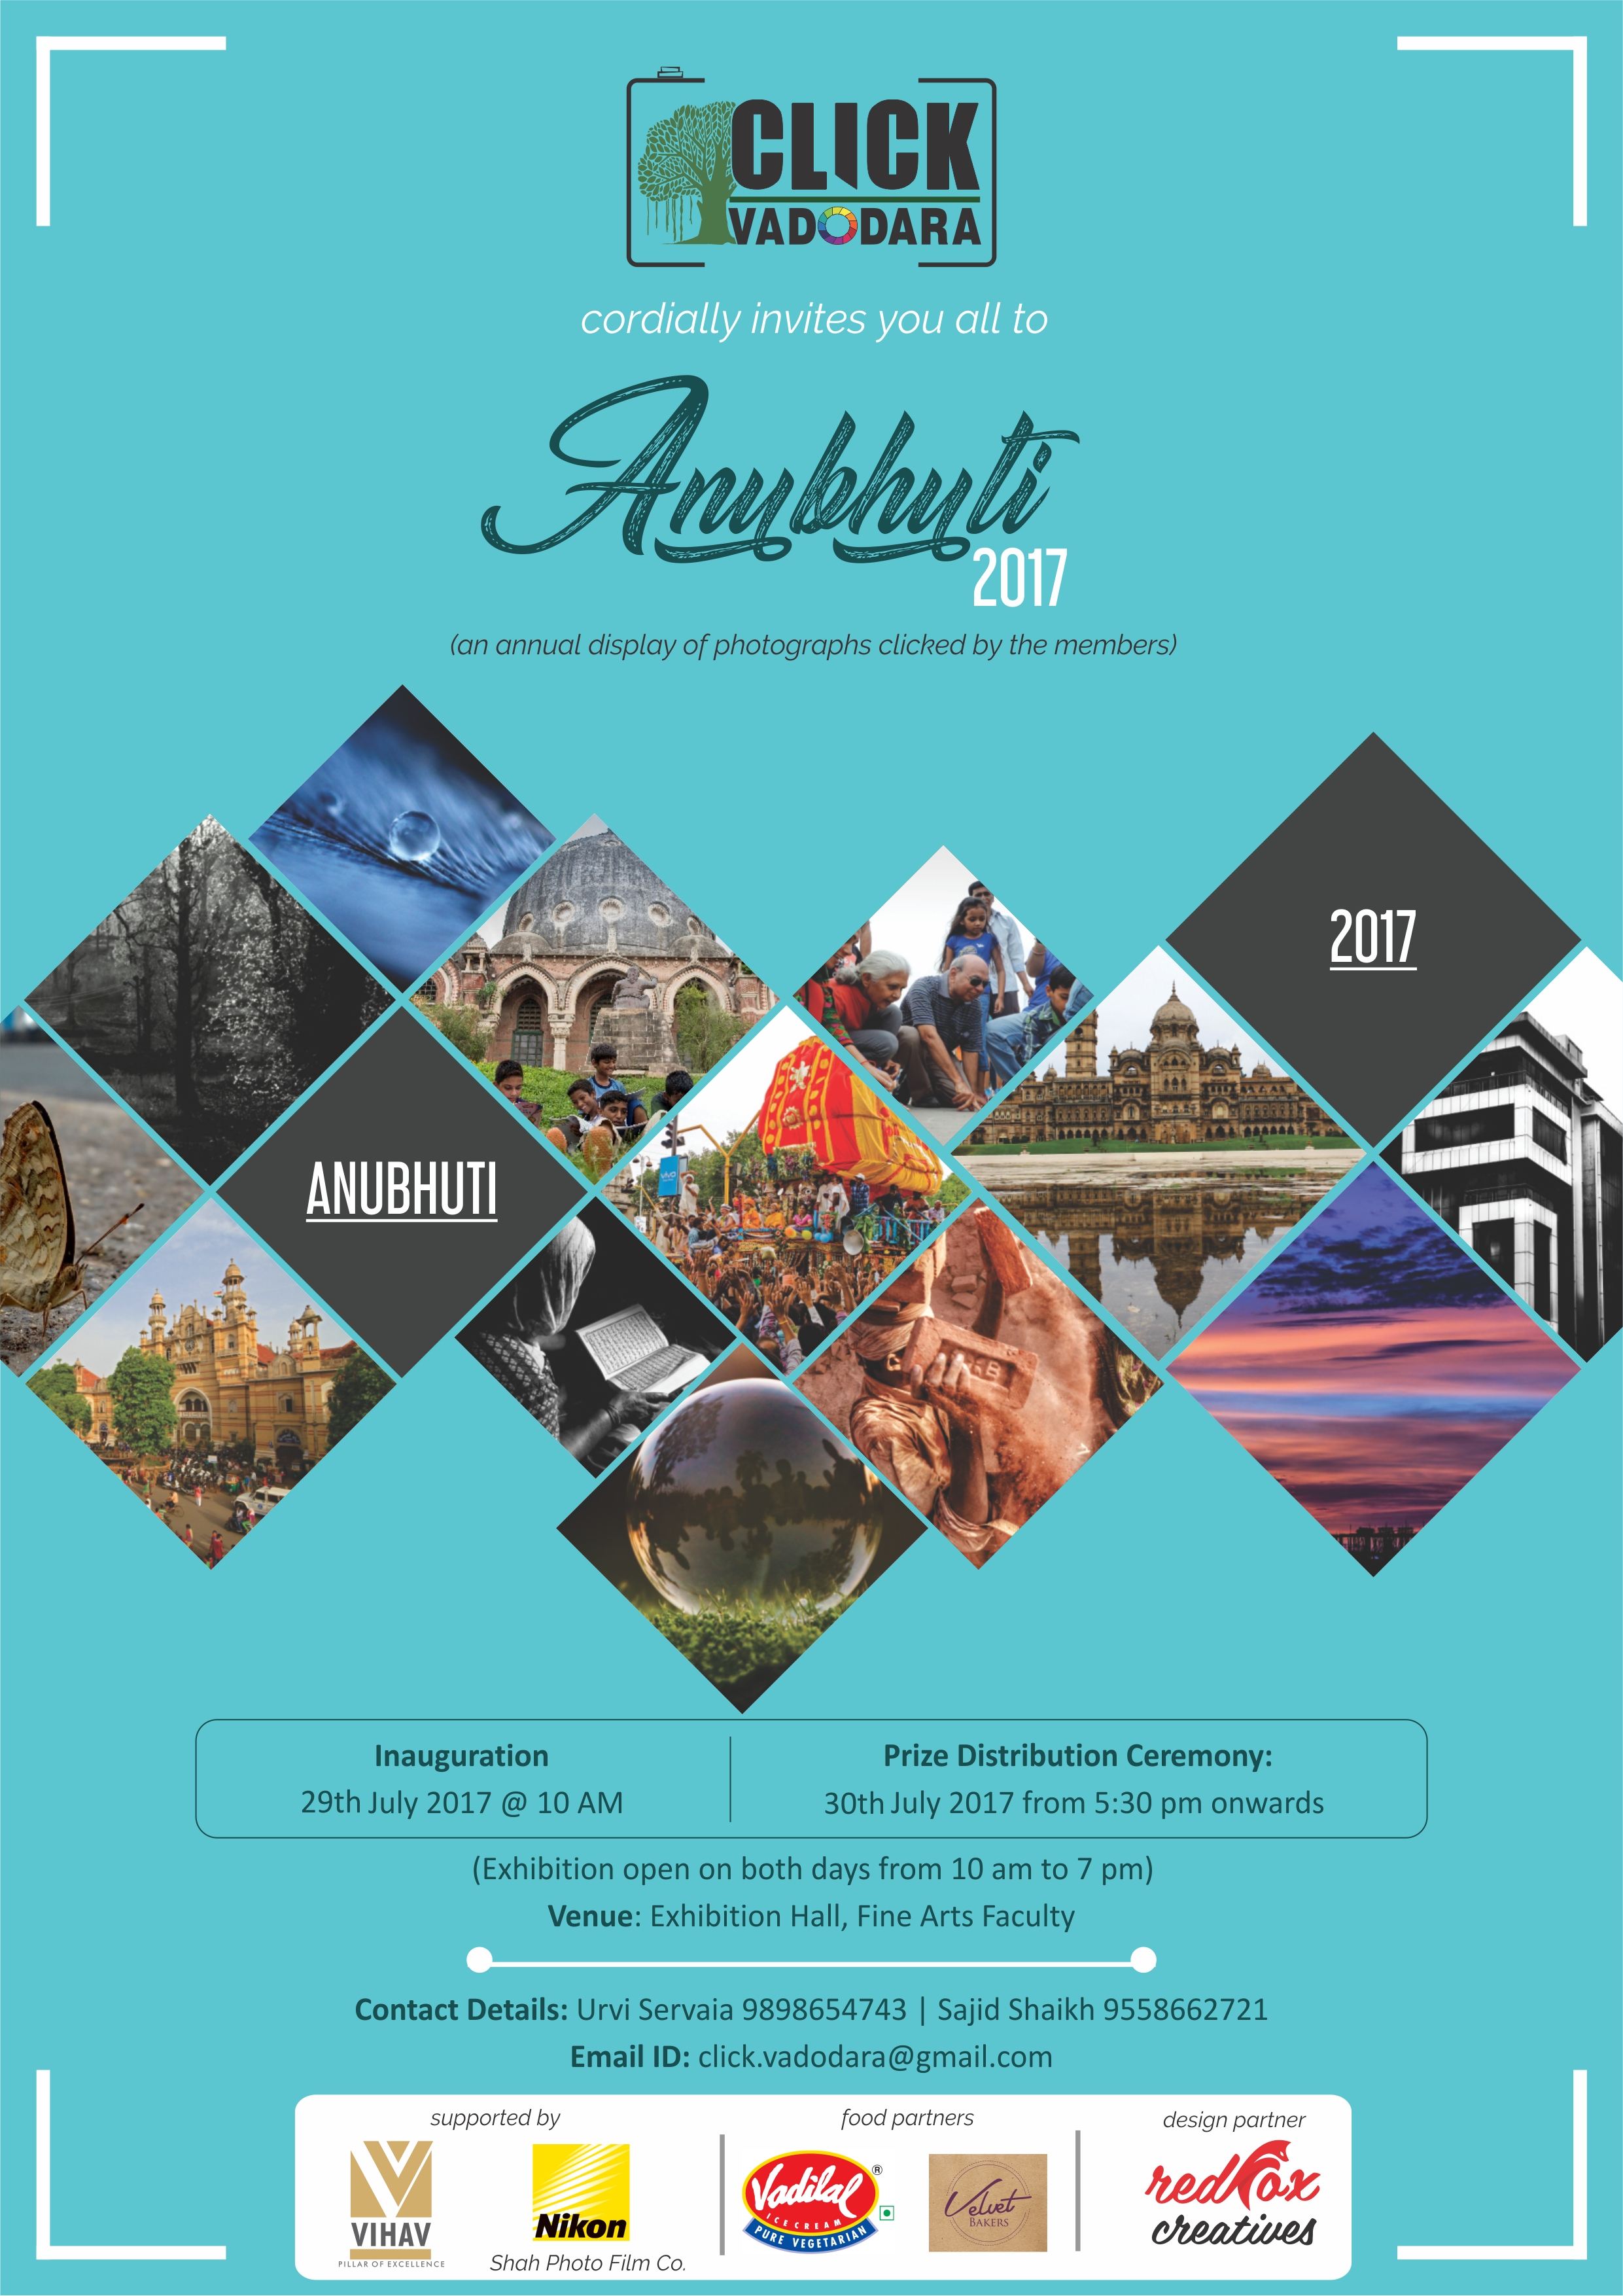 CLICK
VADODARA
cordially invites you all to
Anubhuti
2017
(an annual display of photographs clicked by the members)
2017
ANUBHUTI
vivo
Inauguration
29th July 2017 @ 10 AM
Prize Distribution Ceremony:
30th July 2017 from 5:30 pm onwards
(Exhibition open on both days from 10 am to 7 pm)
Venue: Exhibition Hall, Fine Arts Faculty
Contact Details: Urvi Servaia 9898654743 | Sajid Shaikh 9558662721
Email ID: click.vadodara@gmail.com
supported by
VIHAV
PILLAR OF EXCELLENCE
Nikon
Shah Photo Film Co.
food partners
Vadilal ®
ICECREAM
PURE VEGETARIAN
Velvet
BAKERS
design partner
redfox
creatives